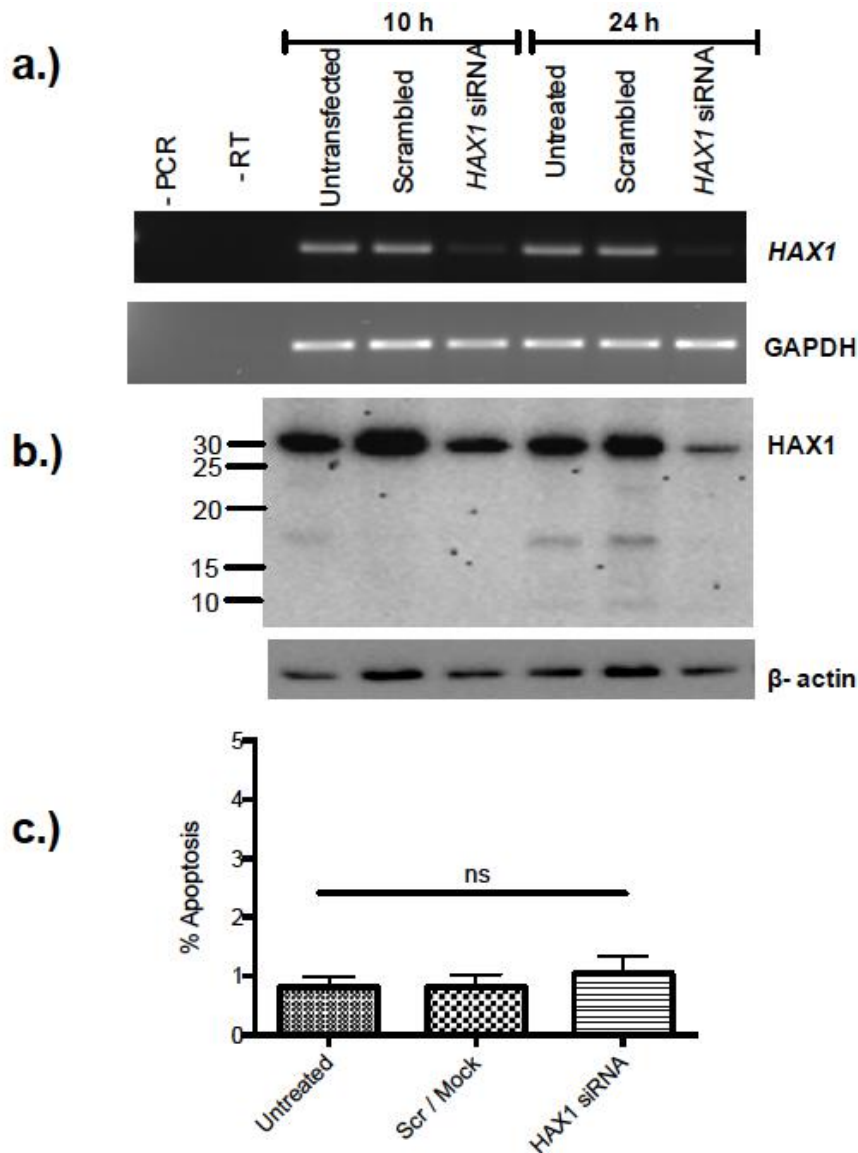 a.)
10 h
24 h
- PCR
- RT
Untransfected
Scrambled
HAX1 siRNA
Untreated
Scrambled
HAX1 siRNA
HAX1
GAPDH
b.)
30
25
20
15
10
HAX1
β- actin
c.)
% Apoptosis
5
4
3
2
1
0
ns
Untreated
Scr / Mock
HAX1 siRNA